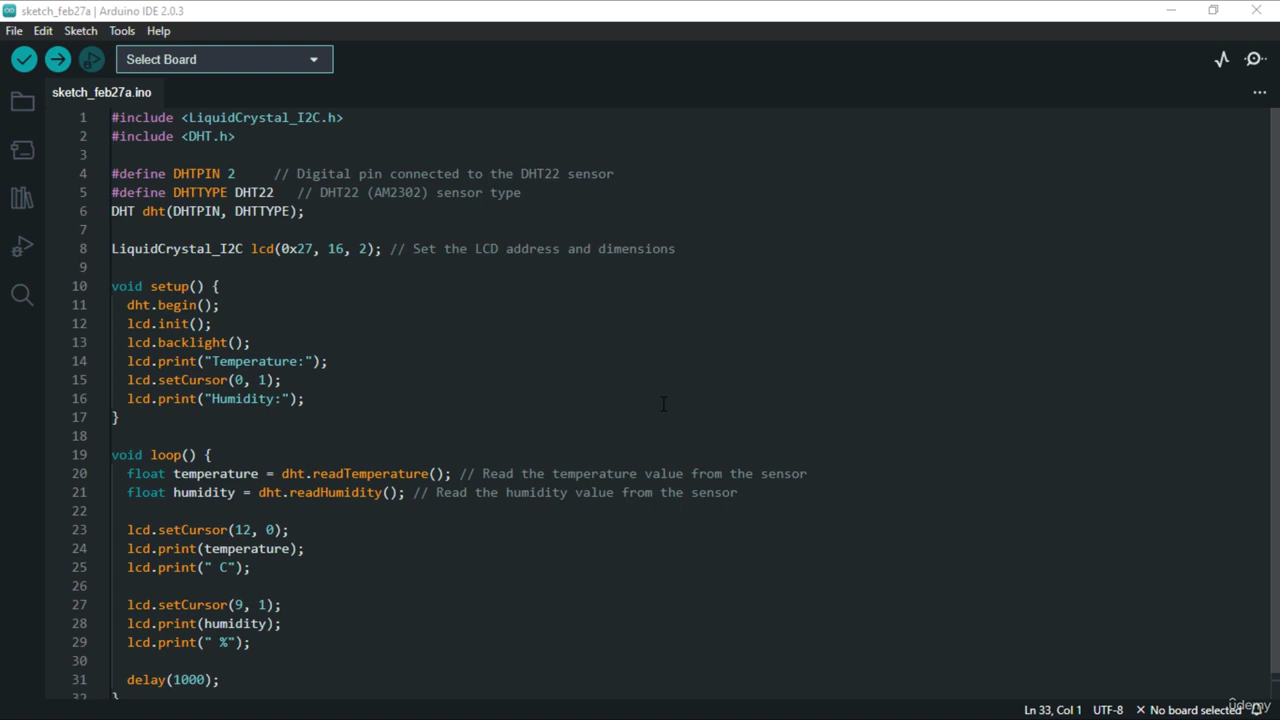 sketch_feb27a | Arduino IDE 2.0.3
File Edit Sketch Tools Help
Select Board
sketch_feb27a.ino
1 #include <LiquidCrystal_I2C.h>
2 #include <DHT.h>
3
4 #define DHTPIN 2     // Digital pin connected to the DHT22 sensor
5 #define DHTTYPE DHT22   // DHT22 (AM2302) sensor type
6 DHT dht(DHTPIN, DHTTYPE);
7
8 LiquidCrystal_I2C lcd(0x27, 16, 2); // Set the LCD address and dimensions
9
10 void setup() {
11   dht.begin();
12   lcd.init();
13   lcd.backlight();
14   lcd.print("Temperature:");
15   lcd.setCursor(0, 1);
16   lcd.print("Humidity:");
17 }
18
19 void loop() {
20   float temperature = dht.readTemperature(); // Read the temperature value from the sensor
21   float humidity = dht.readHumidity(); // Read the humidity value from the sensor
22
23   lcd.setCursor(12, 0);
24   lcd.print(temperature);
25   lcd.print(" C");
26
27   lcd.setCursor(9, 1);
28   lcd.print(humidity);
29   lcd.print(" %");
30
31   delay(1000);
32 }
Ln 33, Col 1 UTF-8 No board selected
ûdemy